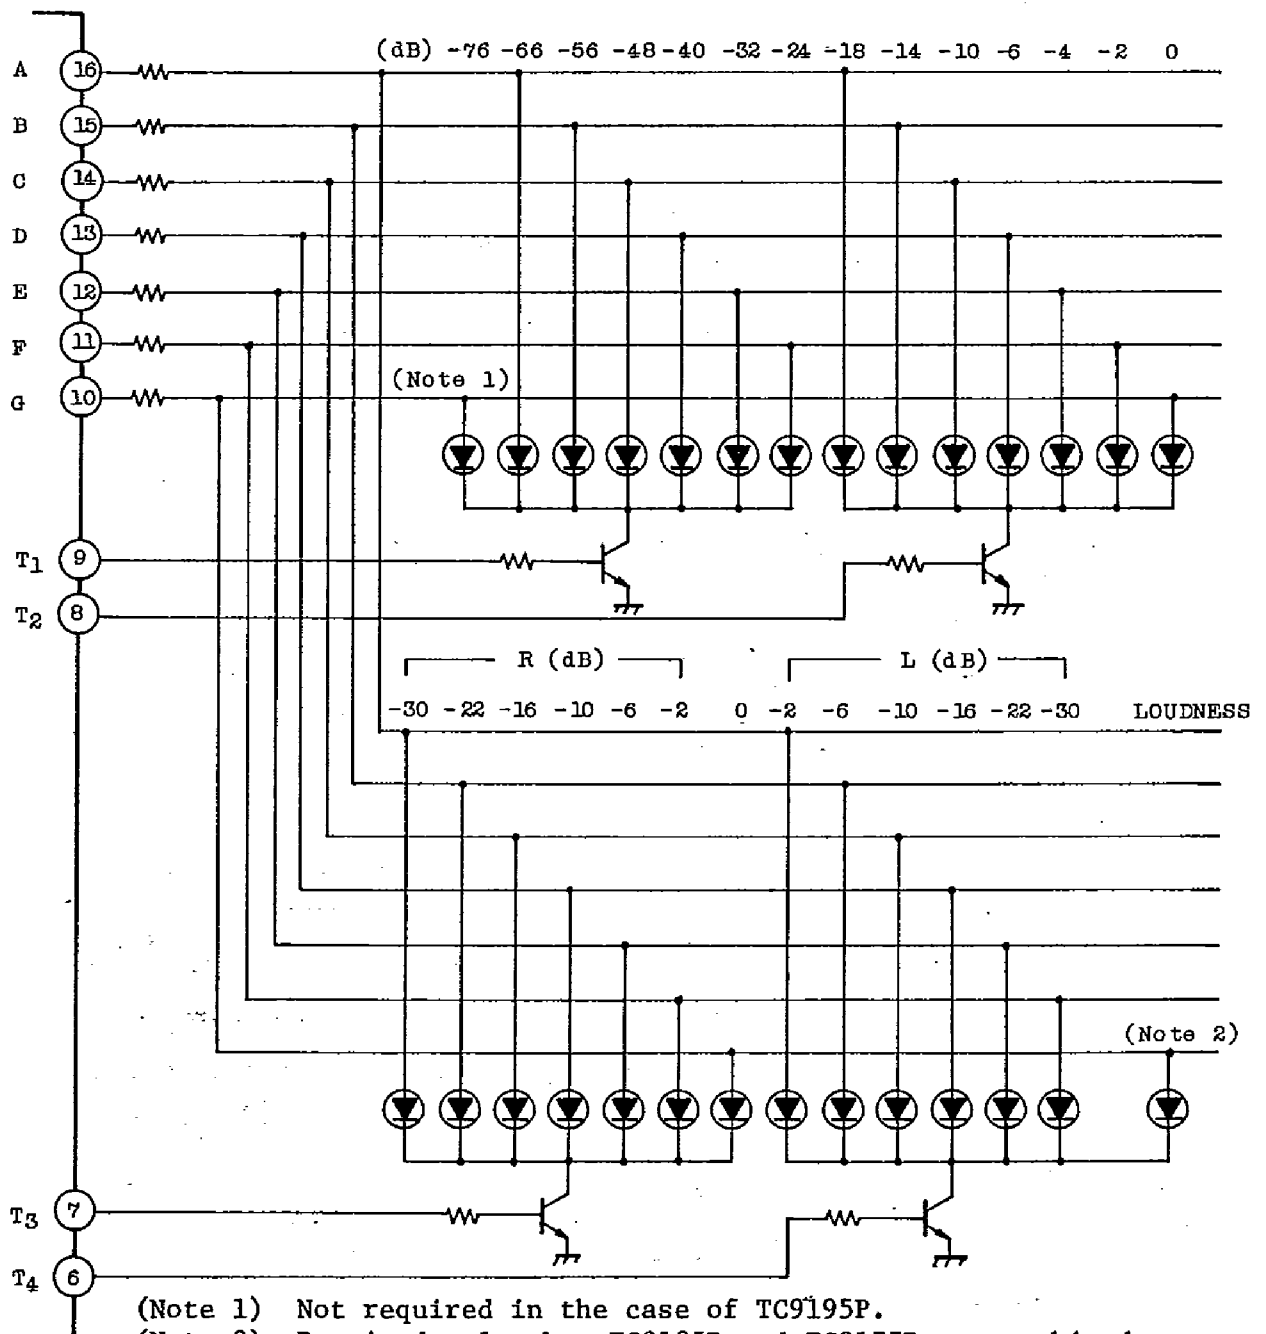 (dB) -76 -66 -56 -48 -40 -32 -24 -18 -14 -10 -6 -4 -2 0
A 16
B 15
C 14
D 13
E 12
F 11
(Note 1)
G 10
T1 9
T2 8
R (dB) L (dB)
-30 -22 -16 -10 -6 -2 0 -2 -6 -10 -16 -22 -30 LOUDNESS
(Note 2)
T3 7
T4 6
(Note 1) Not required in the case of TC9195P.